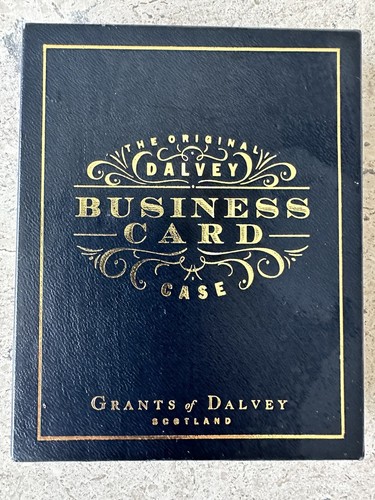 THE ORIGINAL
DALVEY
BUSINESS
CARD
CASE
GRANTS of DALVEY
SCOTLAND